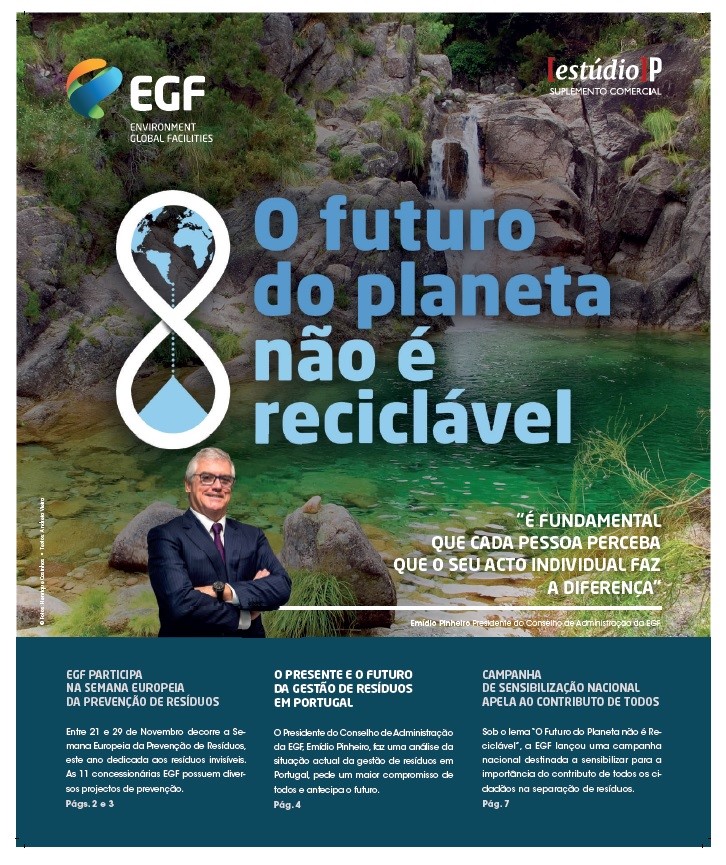 EGF
ENVIRONMENT
GLOBAL FACILITIES
[estúdio]P
SUPLEMENTO COMERCIAL
O futuro
do planeta
não é
reciclável
"É FUNDAMENTAL
QUE CADA PESSOA PERCEBA
QUE O SEU ACTO INDIVIDUAL FAZ
A DIFERENÇA"
Emídio Pinheiro Presidente do Conselho de Administração da EGF
EGF PARTICIPA
NA SEMANA EUROPEIA
DA PREVENÇÃO DE RESÍDUOS
Entre 21 e 29 de Novembro decorre a Se-
mana Europeia da Prevenção de Resíduos,
este ano dedicada aos resíduos invisíveis.
As 11 concessionárias EGF possuem diver-
sos projectos de prevenção.
Págs. 2 e 3
O PRESENTE E O FUTURO
DA GESTÃO DE RESÍDUOS
EM PORTUGAL
O Presidente do Conselho de Administração
da EGF, Emídio Pinheiro, faz uma análise da
situação actual da gestão de resíduos em
Portugal, pede um maior compromisso de
todos e antecipa o futuro.
Pág. 4
CAMPANHA
DE SENSIBILIZAÇÃO NACIONAL
APELA AO CONTRIBUTO DE TODOS
Sob o lema "O Futuro do Planeta não é Re-
ciclável", a EGF lançou uma campanha
nacional destinada a sensibilizar para a
importância do contributo de todos os ci-
dadãos na separação de resíduos.
Pág. 7